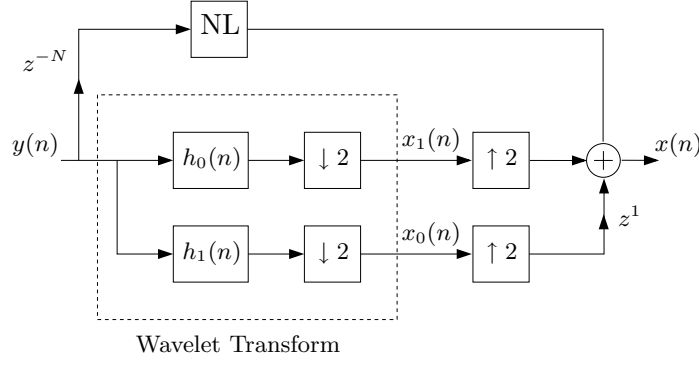 NL
z^{-N}
y(n)
h_0(n)
↓ 2
x_1(n)
↑ 2
+
x(n)
z^1
h_1(n)
↓ 2
x_0(n)
↑ 2
Wavelet Transform